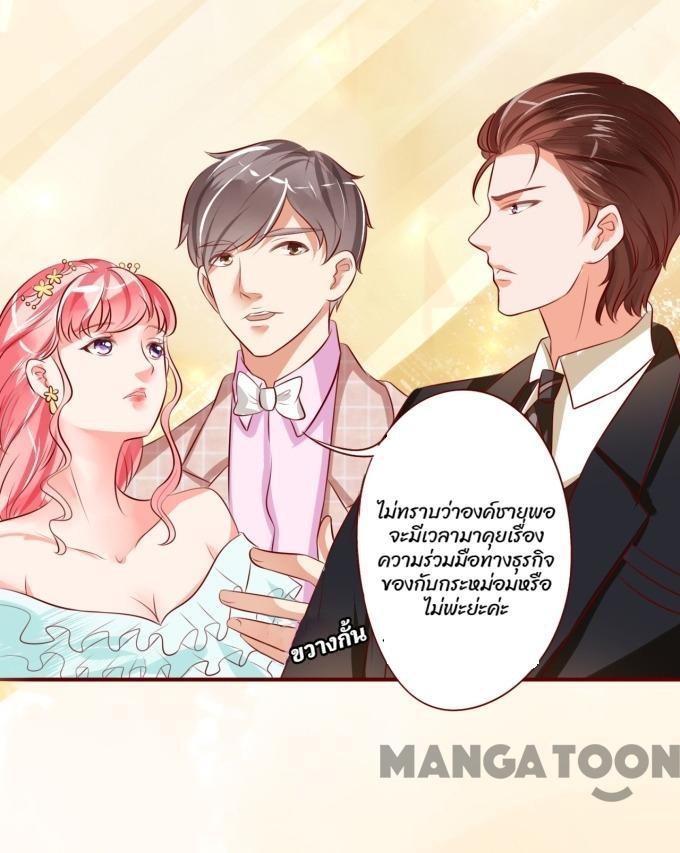 ไม่ทราบว่าองค์ชายพอ
จะมีเวลามาคุยเรื่อง
ความร่วมมือทางธุรกิจ
ของกับกระหม่อมหรือ
ไม่พ่ะย่ะค่ะ
ขวางกั้น
MANGATOON